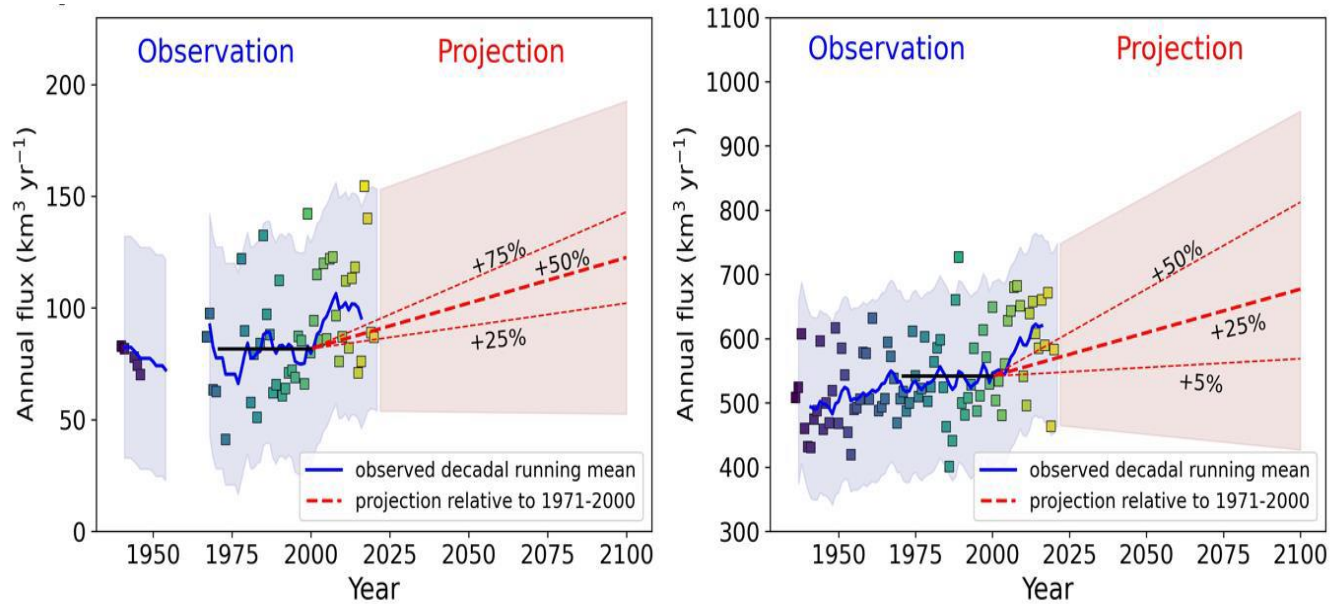 Observation
Projection
Annual flux (km³ yr⁻¹)
200
150
100
50
0
+75%
+50%
+25%
observed decadal running mean
projection relative to 1971-2000
1950
1975
2000
2025
2050
2075
2100
Year
Observation
Projection
Annual flux (km³ yr⁻¹)
1100
1000
900
800
700
600
500
400
300
+50%
+25%
+5%
observed decadal running mean
projection relative to 1971-2000
1950
1975
2000
2025
2050
2075
2100
Year